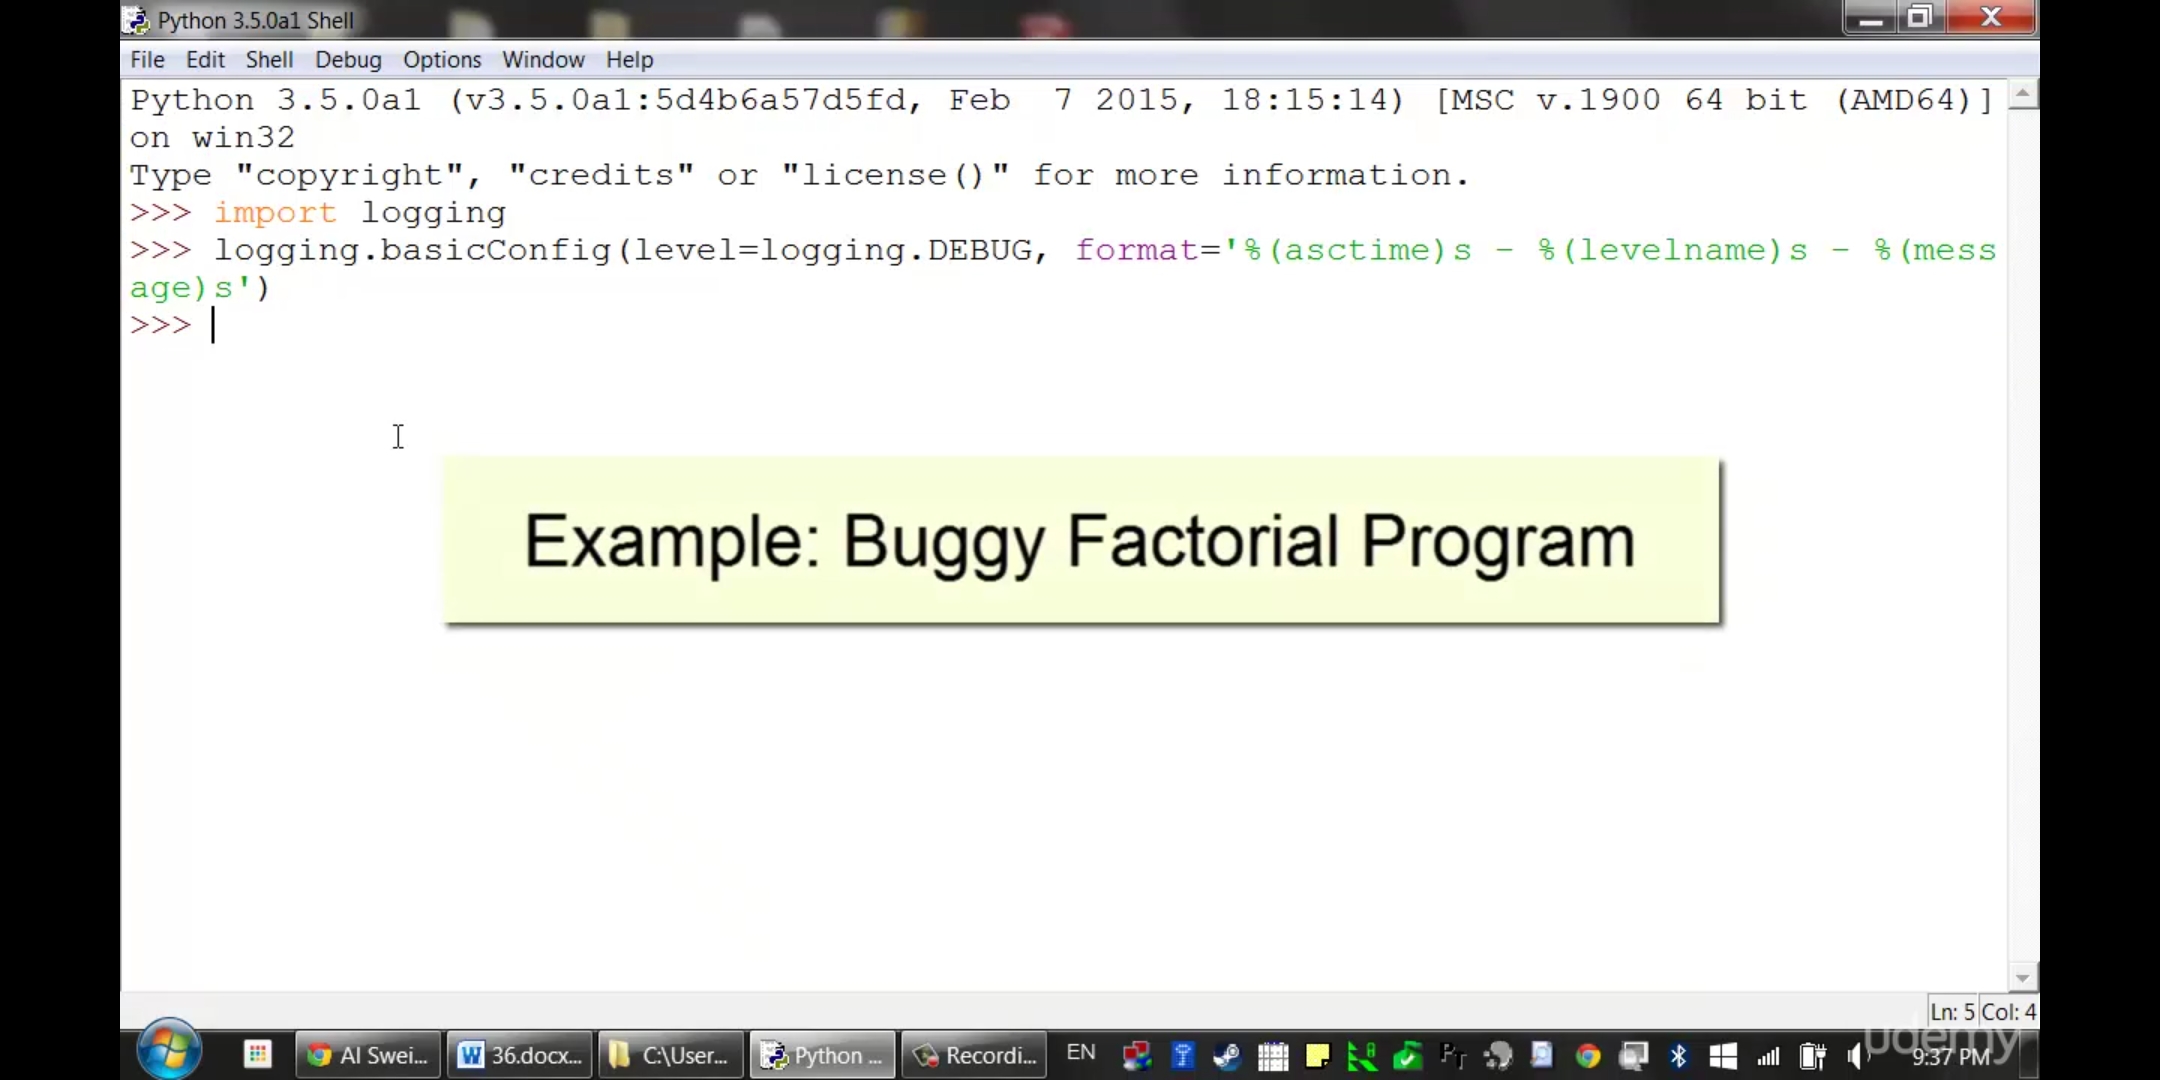 Python 3.5.0a1 Shell
File Edit Shell Debug Options Window Help
Python 3.5.0a1 (v3.5.0a1:5d4b6a57d5fd, Feb  7 2015, 18:15:14) [MSC v.1900 64 bit (AMD64)]
on win32
Type "copyright", "credits" or "license()" for more information.
>>> import logging
>>> logging.basicConfig(level=logging.DEBUG, format='%(asctime)s - %(levelname)s - %(mess
age)s')
>>>
Example: Buggy Factorial Program
Ln: 5 Col: 4
AI Swei... 36.docx... C:\User... Python ... Recordi... EN 9:37 PM
udemy